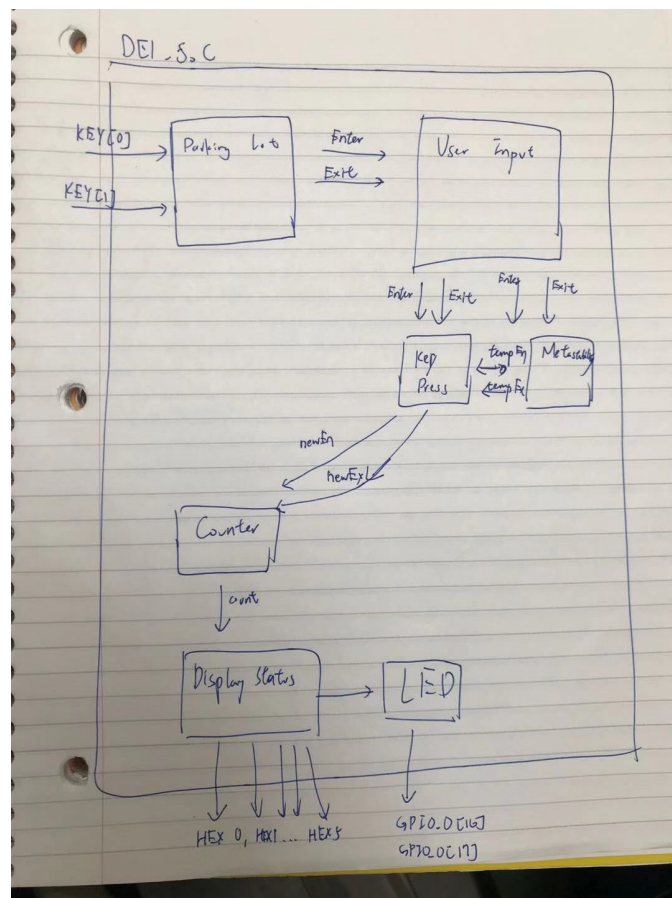 DE1_SoC
KEY[0]
KEY[1]
Parking Lot
Enter
Exit
User Input
Enter
Exit
Enter
Exit
Key
Press
tempEn
tempEx
Metastability
newEn
newEx
Counter
count
Display Status
LED
HEX 0, HEX1 ... HEX5
GPIO_0[16]
GPIO_0[17]